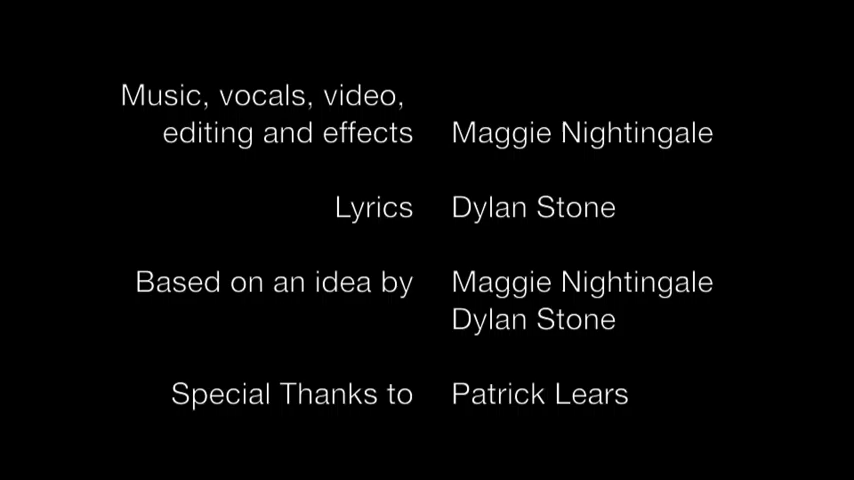 Music, vocals, video,
editing and effects Maggie Nightingale
Lyrics Dylan Stone
Based on an idea by Maggie Nightingale
Dylan Stone
Special Thanks to Patrick Lears